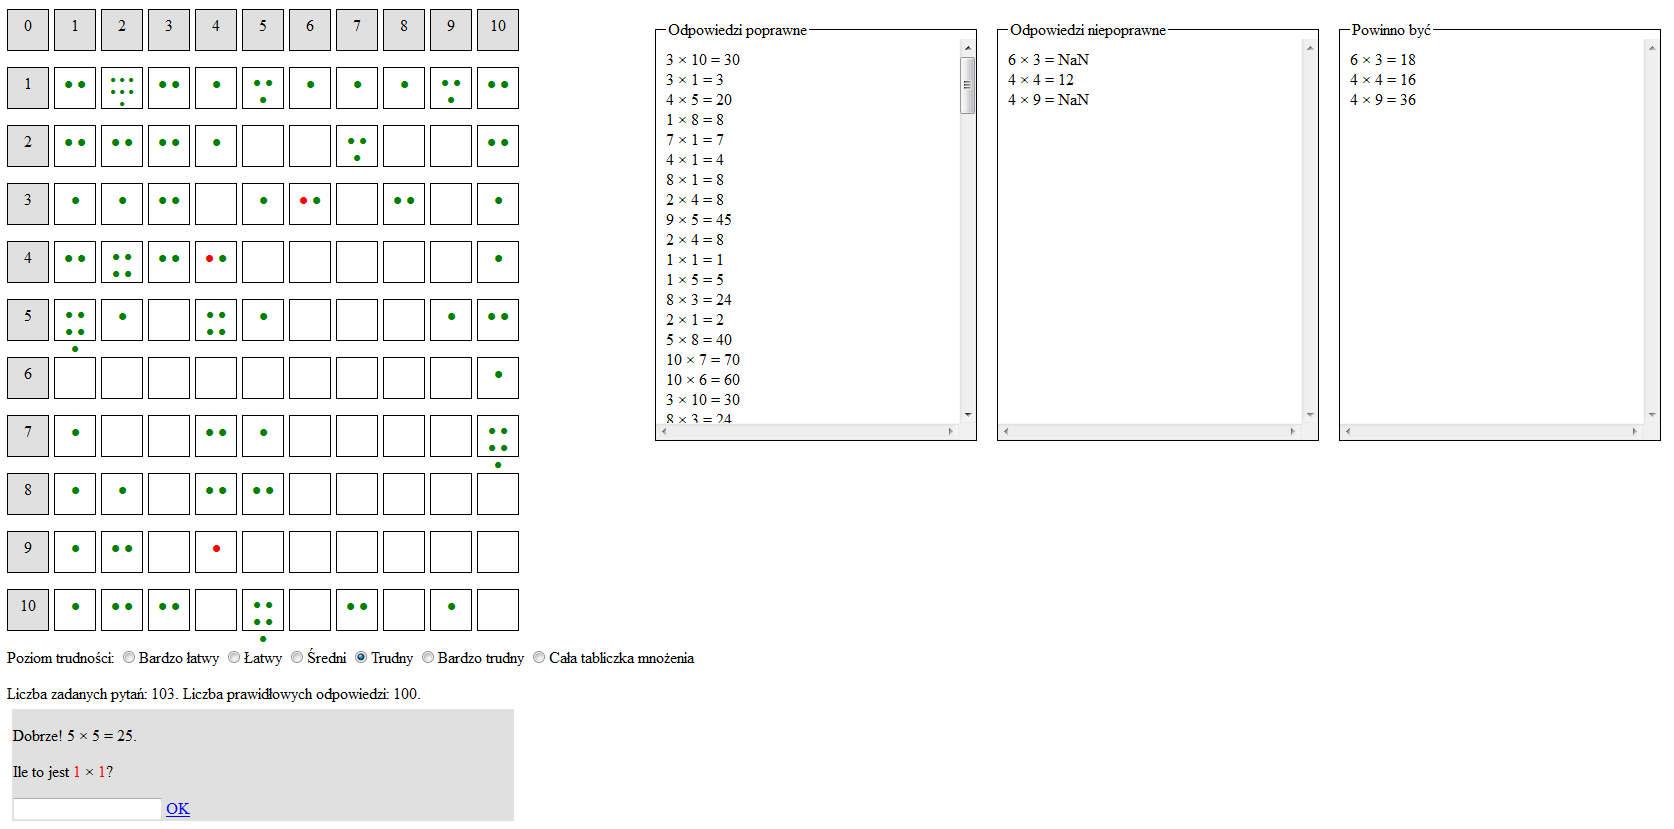 0 1 2 3 4 5 6 7 8 9 10
1
2
3
4
5
6
7
8
9
10
Poziom trudności: Bardzo łatwy Łatwy Średni Trudny Bardzo trudny Cała tabliczka mnożenia
Liczba zadanych pytań: 103. Liczba prawidłowych odpowiedzi: 100.
Dobrze! 5 × 5 = 25.
Ile to jest 1 × 1?
OK
Odpowiedzi poprawne
3 × 10 = 30
3 × 1 = 3
4 × 5 = 20
1 × 8 = 8
7 × 1 = 7
4 × 1 = 4
8 × 1 = 8
2 × 4 = 8
9 × 5 = 45
2 × 4 = 8
1 × 1 = 1
1 × 5 = 5
8 × 3 = 24
2 × 1 = 2
5 × 8 = 40
10 × 7 = 70
10 × 6 = 60
3 × 10 = 30
8 × 3 = 24
Odpowiedzi niepoprawne
6 × 3 = NaN
4 × 4 = 12
4 × 9 = NaN
Powinno być
6 × 3 = 18
4 × 4 = 16
4 × 9 = 36